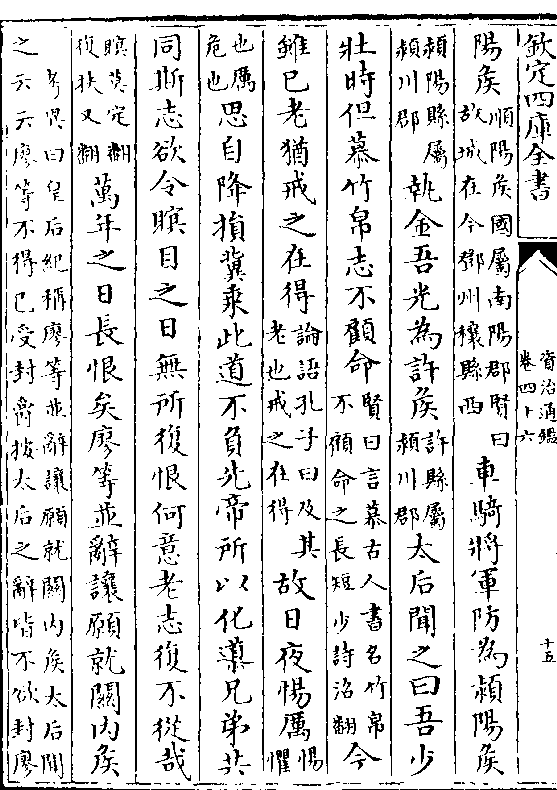 欽定四庫全書
資治通鑑
卷四十六
十五
陽侯順陽侯國屬南陽郡賢曰故城在今鄧州穰縣西車騎將軍防為潁陽侯
潁陽縣屬潁川郡執金吾光為許侯許縣屬潁川郡太后聞之曰吾少
壯時但慕竹帛志不顧命賢曰言慕古人書名竹帛不顧命之長短少詩沼翻今
雖已老猶戒之在得論語孔子曰及其老也戒之在得故日夜惕厲惕懼
也厲危也思自降損冀乘此道不負先帝所以化導兄弟共
同斯志欲令瞑目之日無所復恨何意老志復不從哉
瞑莫定翻復扶又翻萬年之日長恨矣廖等並辭讓願就關內侯
考異曰皇后紀稱廖等並辭讓願就關內侯太后聞
之云云廖等不得已受封爵按太后之辭皆不欲封廖